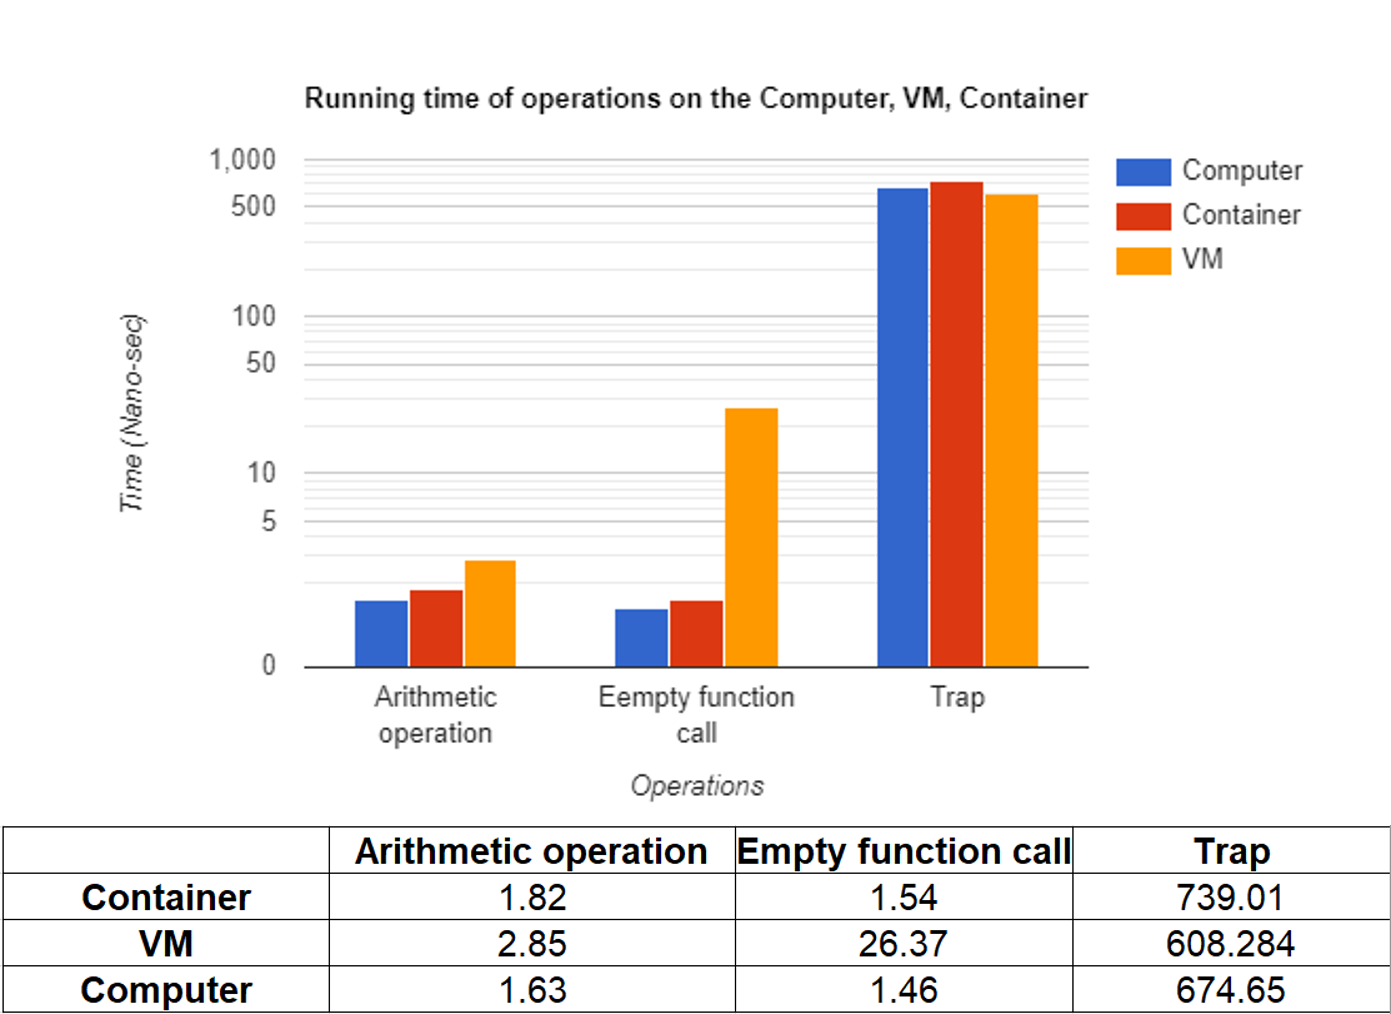 Running time of operations on the Computer, VM, Container
1,000
500
100
50
10
5
0
Time (Nano-sec)
Computer
Container
VM
Arithmetic
operation
Eempty function
call
Trap
Operations
Arithmetic operation Empty function call Trap
Container 1.82 1.54 739.01
VM 2.85 26.37 608.284
Computer 1.63 1.46 674.65